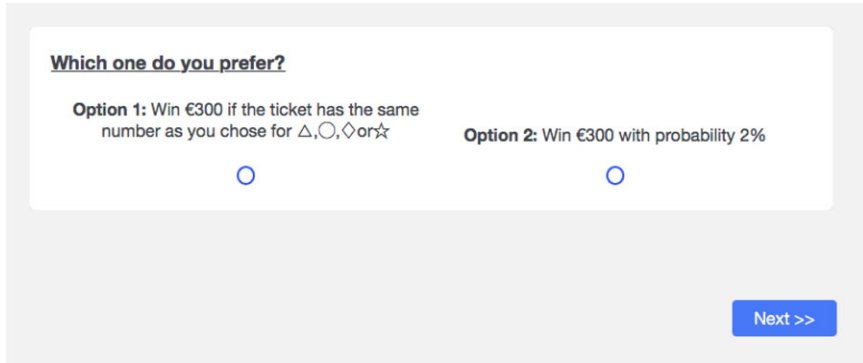 Which one do you prefer?
Option 1: Win €300 if the ticket has the same
number as you chose for △,○,◇or☆
Option 2: Win €300 with probability 2%
Next >>